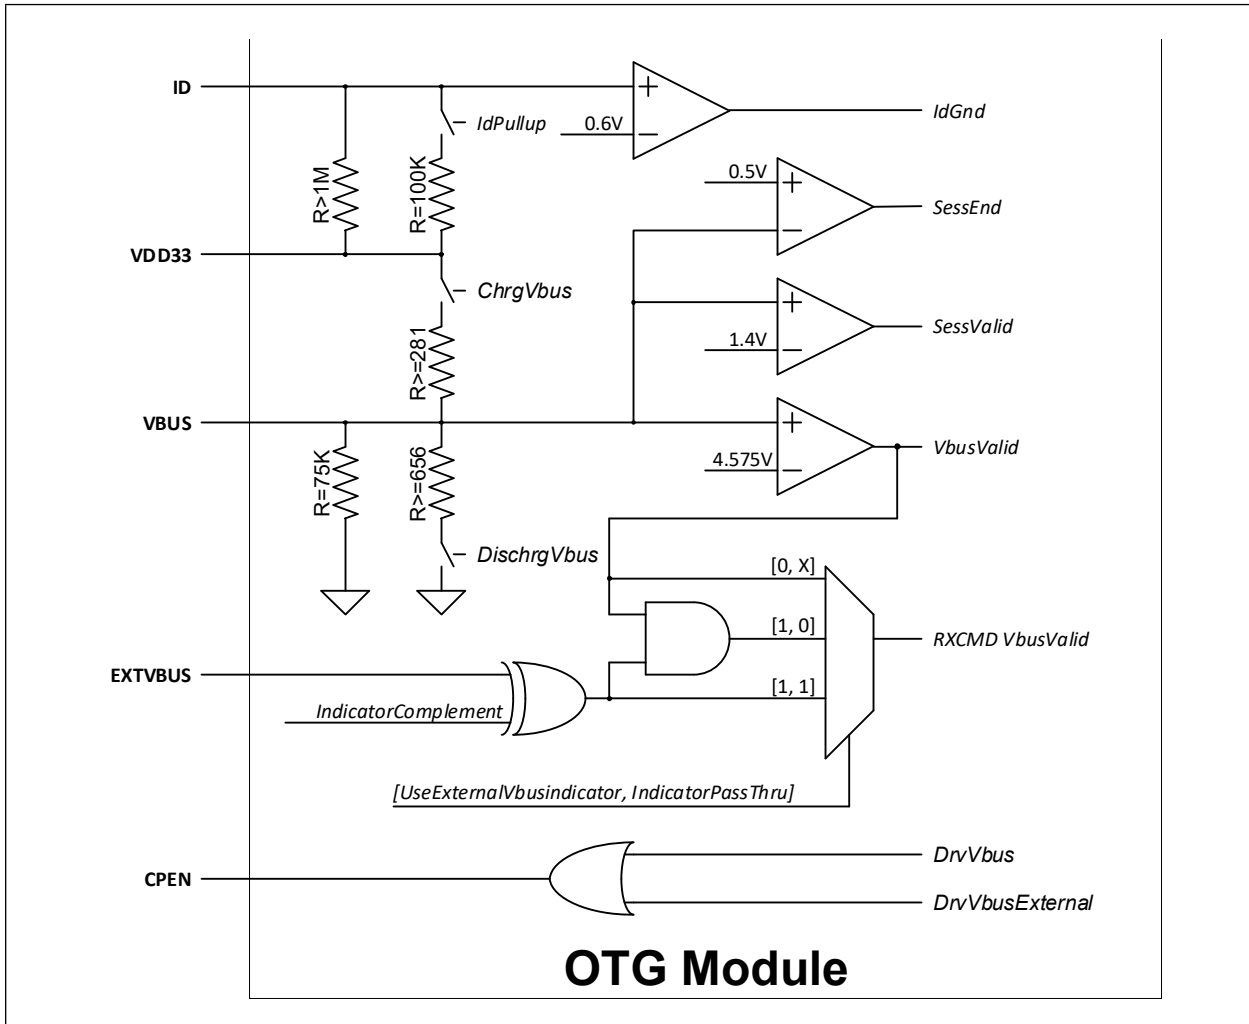 ID
0.6V
IdGnd
IdPullup
R>1M
R=100K
0.5V
SessEnd
VDD33
ChrgVbus
R>=281
1.4V
SessValid
VBUS
R=75K
R>=656
4.575V
VbusValid
DischrgVbus
[0, X]
[1, 0]
RXCMD VbusValid
EXTVBUS
[1, 1]
IndicatorComplement
[UseExternalVbusindicator, IndicatorPassThru]
DrvVbus
CPEN
DrvVbusExternal
OTG Module